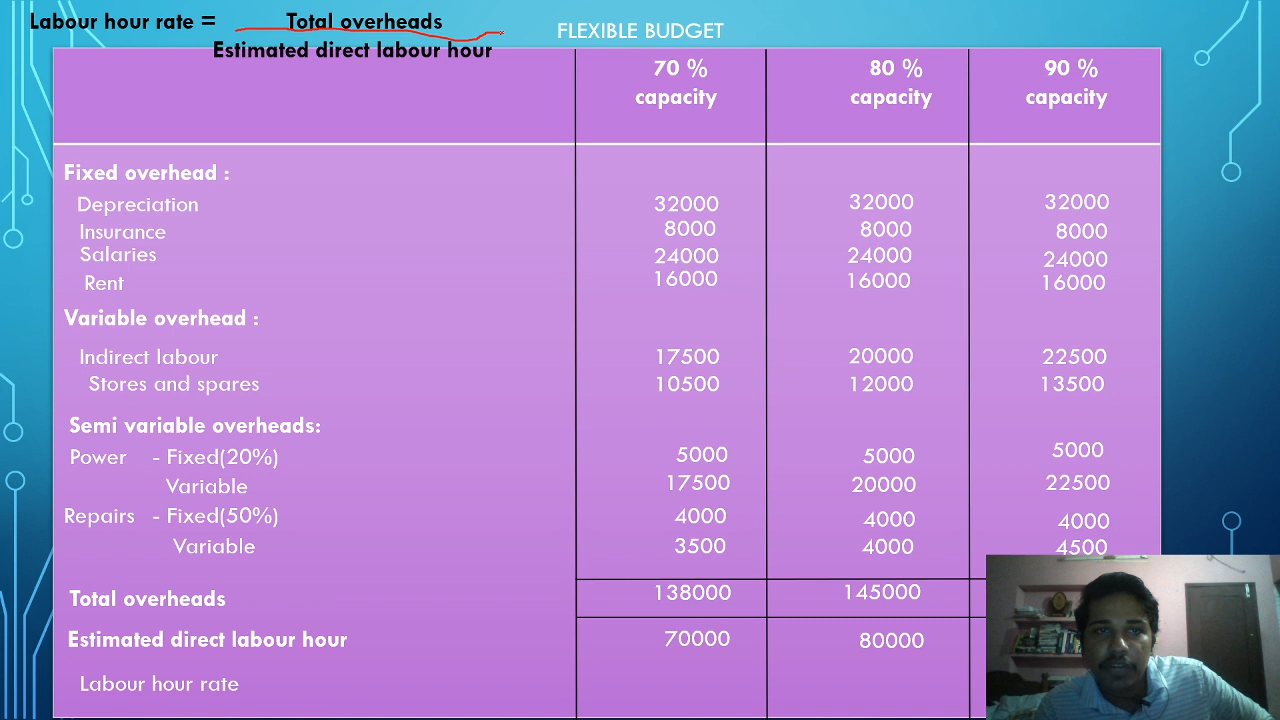 Labour hour rate = Total overheads
Estimated direct labour hour
FLEXIBLE BUDGET
70 % capacity 80 % capacity 90 % capacity
Fixed overhead :
Depreciation 32000 32000 32000
Insurance 8000 8000 8000
Salaries 24000 24000 24000
Rent 16000 16000 16000
Variable overhead :
Indirect labour 17500 20000 22500
Stores and spares 10500 12000 13500
Semi variable overheads:
Power - Fixed(20%) 5000 5000 5000
Variable 17500 20000 22500
Repairs - Fixed(50%) 4000 4000 4000
Variable 3500 4000 4500
Total overheads 138000 145000
Estimated direct labour hour 70000 80000
Labour hour rate